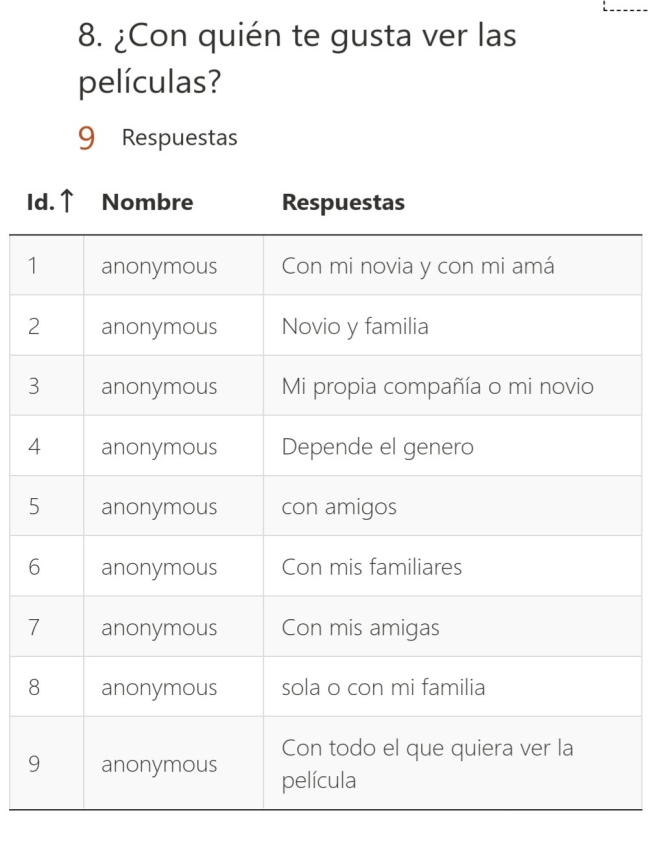 8. ¿Con quién te gusta ver las
películas?
9 Respuestas
Id.↑ Nombre Respuestas
1 anonymous Con mi novia y con mi amá
2 anonymous Novio y familia
3 anonymous Mi propia compañía o mi novio
4 anonymous Depende el genero
5 anonymous con amigos
6 anonymous Con mis familiares
7 anonymous Con mis amigas
8 anonymous sola o con mi familia
9 anonymous Con todo el que quiera ver la
película